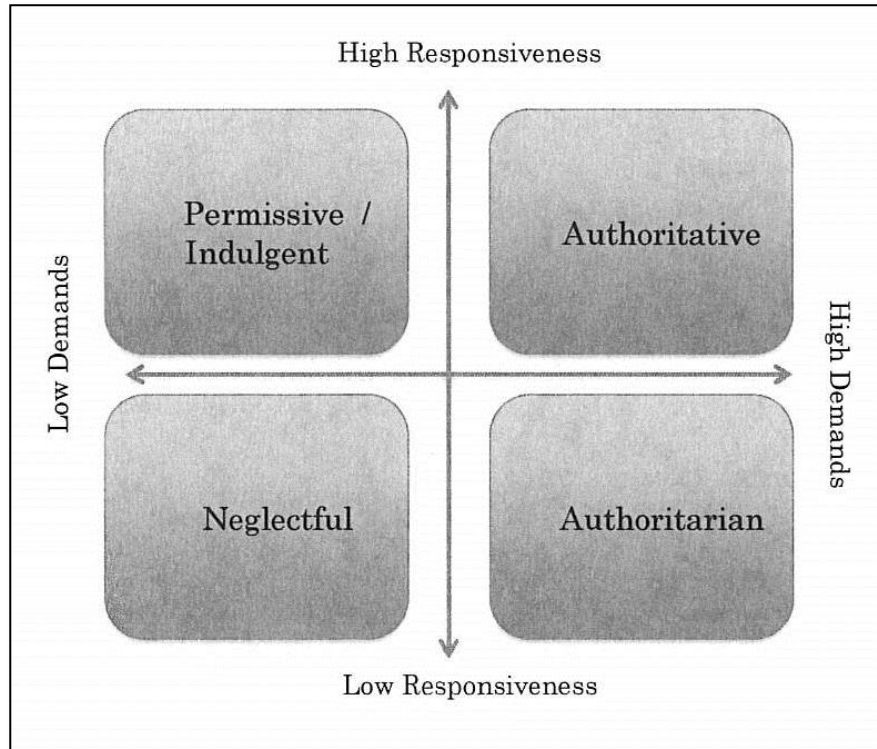 High Responsiveness
Permissive /
Indulgent
Authoritative
Low Demands
High Demands
Neglectful
Authoritarian
Low Responsiveness